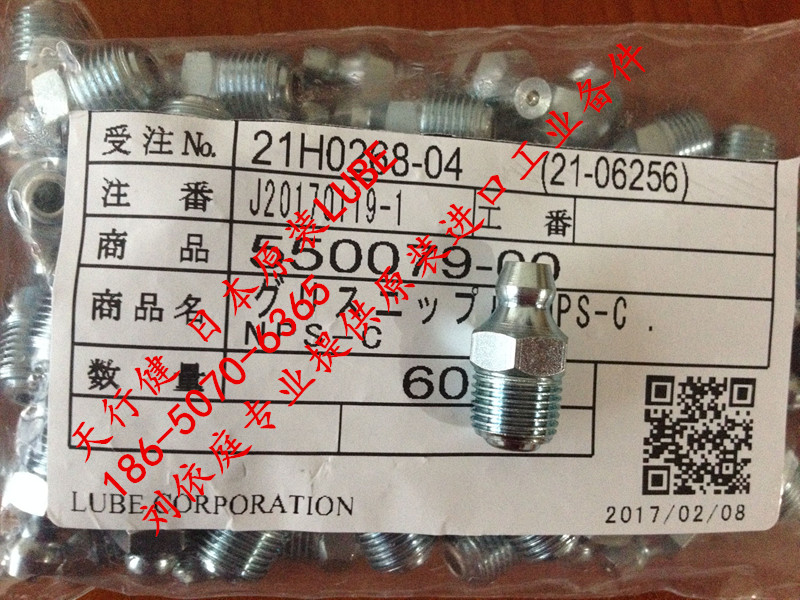 受注No. 21H0268-04 (21-06256)
注番 J20170119-1 工番
商品 550079-00
商品名 グリスニップル NPS-C.
NPS-C
数量 60
LUBE CORPORATION
2017/02/08
天行健 日本原装LUBE
186-5070-6365
刘依庭专业提供原装进口工业备件